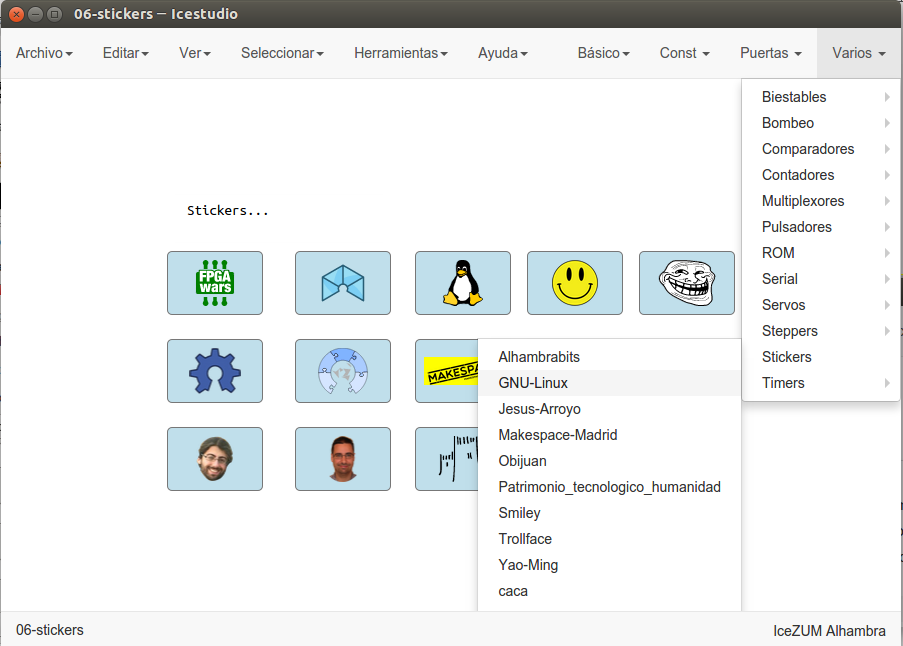 06-stickers – Icestudio
Archivo Editar Ver Seleccionar Herramientas Ayuda Básico Const Puertas Varios
Biestables
Bombeo
Comparadores
Contadores
Multiplexores
Pulsadores
ROM
Serial
Servos
Steppers
Stickers
Timers
Stickers...
FPGA
wars
MAKESPA
Alhambrabits
GNU-Linux
Jesus-Arroyo
Makespace-Madrid
Obijuan
Patrimonio_tecnologico_humanidad
Smiley
Trollface
Yao-Ming
caca
06-stickers IceZUM Alhambra